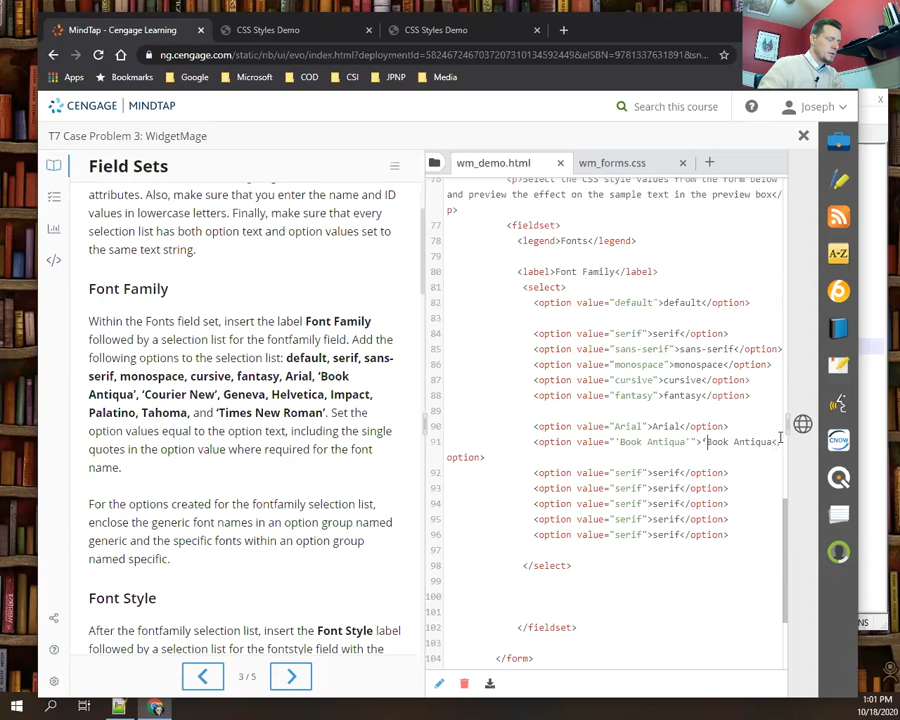 MindTap - Cengage Learning
CSS Styles Demo
CSS Styles Demo
ng.cengage.com/static/nb/ui/evo/index.html?deploymentId=5824672467037207310134592449&eISBN=9781337631891&sn...
Apps Bookmarks Google Microsoft COD CSI JPNP Media
CENGAGE | MINDTAP
Search this course
Joseph
T7 Case Problem 3: WidgetMage
Field Sets
attributes. Also, make sure that you enter the name and ID
values in lowercase letters. Finally, make sure that every
selection list has both option text and option values set to
the same text string.
Font Family
Within the Fonts field set, insert the label Font Family
followed by a selection list for the fontfamily field. Add the
following options to the selection list: default, serif, sans-
serif, monospace, cursive, fantasy, Arial, ‘Book
Antiqua’, ‘Courier New’, Geneva, Helvetica, Impact,
Palatino, Tahoma, and ‘Times New Roman’. Set the
option values equal to the option text, including the single
quotes in the option value where required for the font
name.
For the options created for the fontfamily selection list,
enclose the generic font names in an option group named
generic and the specific fonts within an option group
named specific.
Font Style
After the fontfamily selection list, insert the Font Style label
followed by a selection list for the fontstyle field with the
3 / 5
wm_demo.html
wm_forms.css
<p>Select the CSS style values from the form below
and preview the effect on the sample text in the preview box</
p>
77 <fieldset>
78 <legend>Fonts</legend>
79
80 <label>Font Family</label>
81 <select>
82 <option value="default">default</option>
83
84 <option value="serif">serif</option>
85 <option value="sans-serif">sans-serif</option>
86 <option value="monospace">monospace</option>
87 <option value="cursive">cursive</option>
88 <option value="fantasy">fantasy</option>
89
90 <option value="Arial">Arial</option>
91 <option value="'Book Antiqua'">'Book Antiqua</
option>
92 <option value="serif">serif</option>
93 <option value="serif">serif</option>
94 <option value="serif">serif</option>
95 <option value="serif">serif</option>
96 <option value="serif">serif</option>
97
98 </select>
99
100
101
102 </fieldset>
103
104 </form>
A-Z
CNOW
NS
1:01 PM
10/18/2020